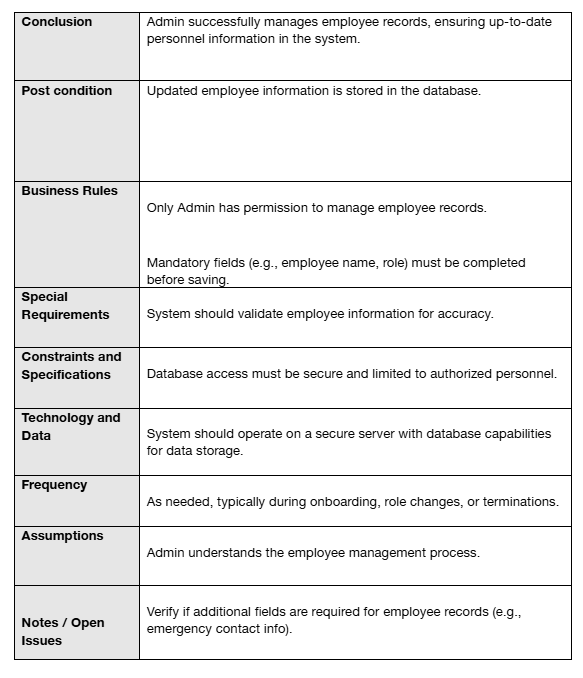 Conclusion
Admin successfully manages employee records, ensuring up-to-date
personnel information in the system.
Post condition
Updated employee information is stored in the database.
Business Rules
Only Admin has permission to manage employee records.
Mandatory fields (e.g., employee name, role) must be completed
before saving.
Special
Requirements
System should validate employee information for accuracy.
Constraints and
Specifications
Database access must be secure and limited to authorized personnel.
Technology and
Data
System should operate on a secure server with database capabilities
for data storage.
Frequency
As needed, typically during onboarding, role changes, or terminations.
Assumptions
Admin understands the employee management process.
Notes / Open
Issues
Verify if additional fields are required for employee records (e.g.,
emergency contact info).